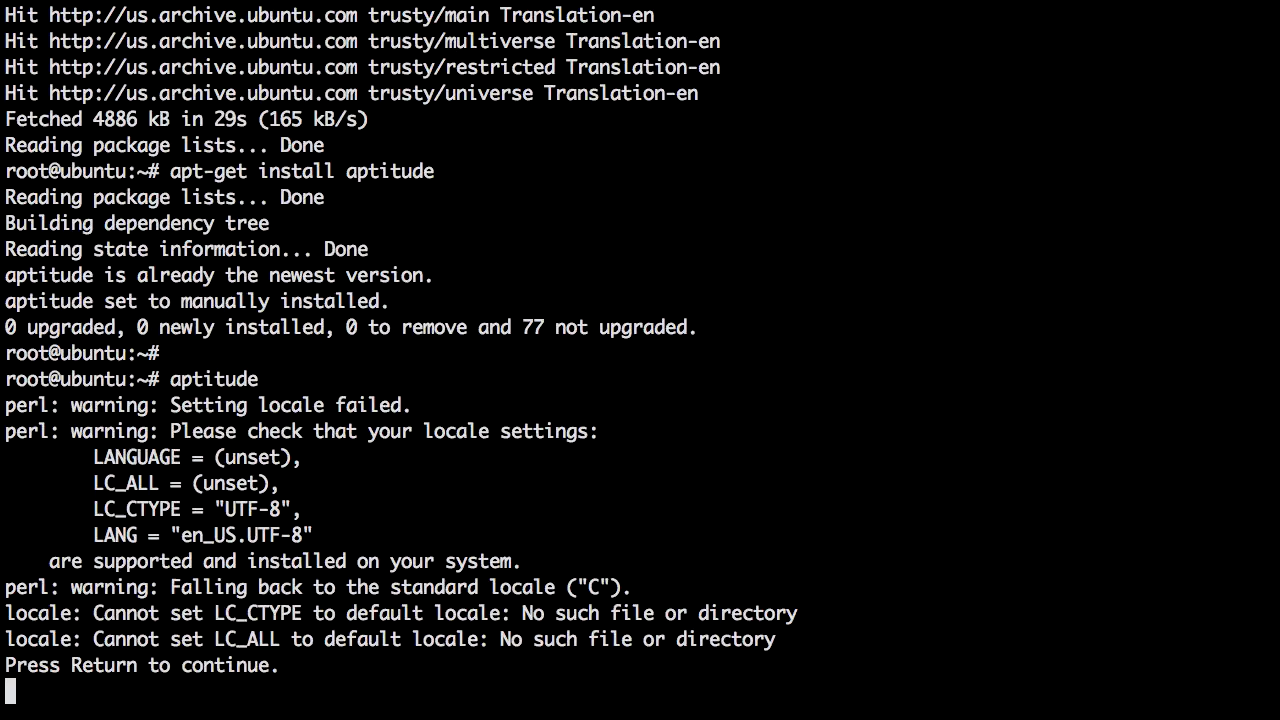 Hit http://us.archive.ubuntu.com trusty/main Translation-en
Hit http://us.archive.ubuntu.com trusty/multiverse Translation-en
Hit http://us.archive.ubuntu.com trusty/restricted Translation-en
Hit http://us.archive.ubuntu.com trusty/universe Translation-en
Fetched 4886 kB in 29s (165 kB/s)
Reading package lists... Done
root@ubuntu:~# apt-get install aptitude
Reading package lists... Done
Building dependency tree
Reading state information... Done
aptitude is already the newest version.
aptitude set to manually installed.
0 upgraded, 0 newly installed, 0 to remove and 77 not upgraded.
root@ubuntu:~#
root@ubuntu:~# aptitude
perl: warning: Setting locale failed.
perl: warning: Please check that your locale settings:
        LANGUAGE = (unset),
        LC_ALL = (unset),
        LC_CTYPE = "UTF-8",
        LANG = "en_US.UTF-8"
    are supported and installed on your system.
perl: warning: Falling back to the standard locale ("C").
locale: Cannot set LC_CTYPE to default locale: No such file or directory
locale: Cannot set LC_ALL to default locale: No such file or directory
Press Return to continue.